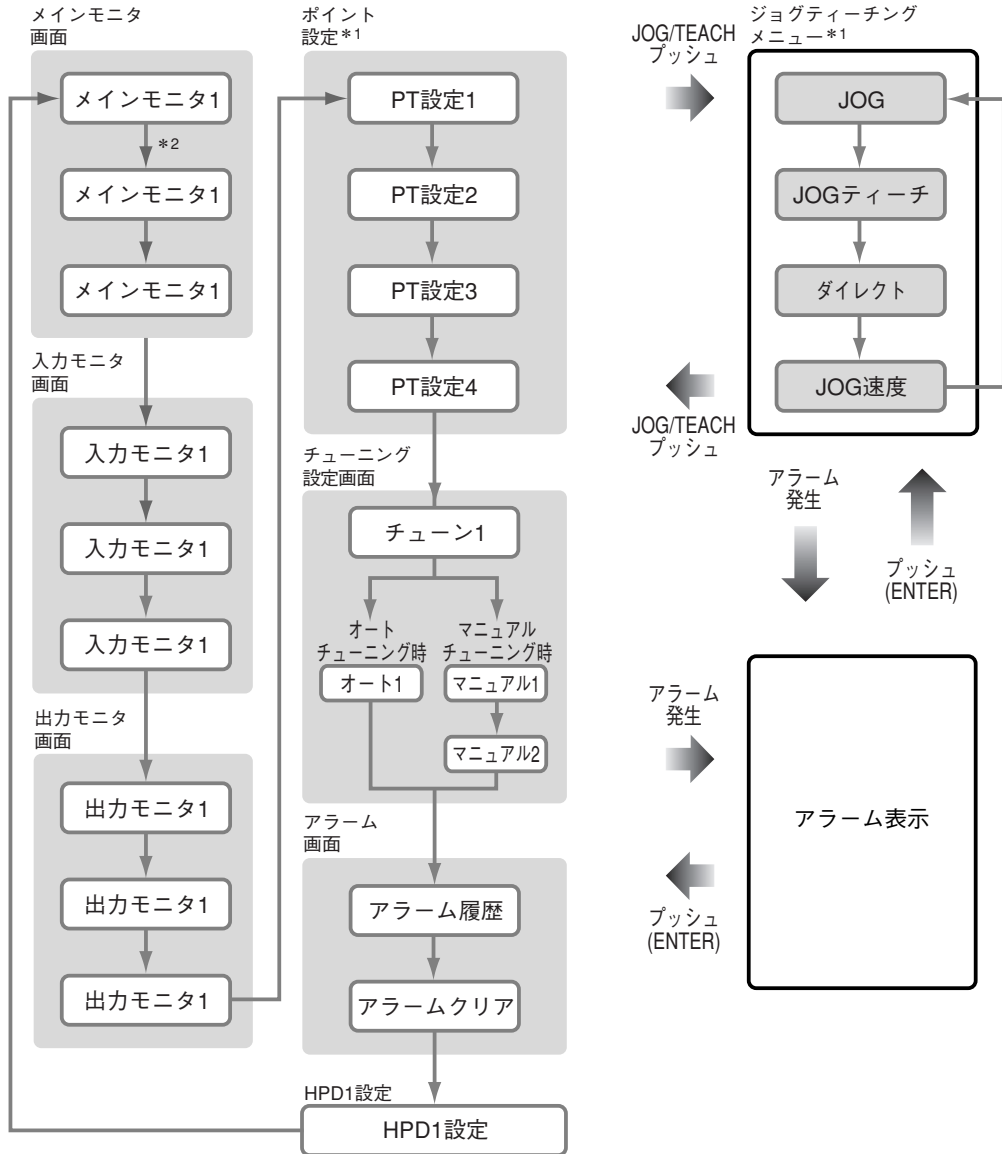 メインモニタ
画面
メインモニタ1
*2
メインモニタ1
メインモニタ1
入力モニタ
画面
入力モニタ1
入力モニタ1
入力モニタ1
出力モニタ
画面
出力モニタ1
出力モニタ1
出力モニタ1
ポイント
設定*1
PT設定1
PT設定2
PT設定3
PT設定4
チューニング
設定画面
チューン1
オート
チューニング時
オート1
マニュアル
チューニング時
マニュアル1
マニュアル2
アラーム
画面
アラーム履歴
アラームクリア
HPD1設定
HPD1設定
JOG/TEACH
プッシュ
JOG/TEACH
プッシュ
ジョグティーチング
メニュー*1
JOG
JOGティーチ
ダイレクト
JOG速度
アラーム
発生
プッシュ
(ENTER)
アラーム
発生
プッシュ
(ENTER)
アラーム表示